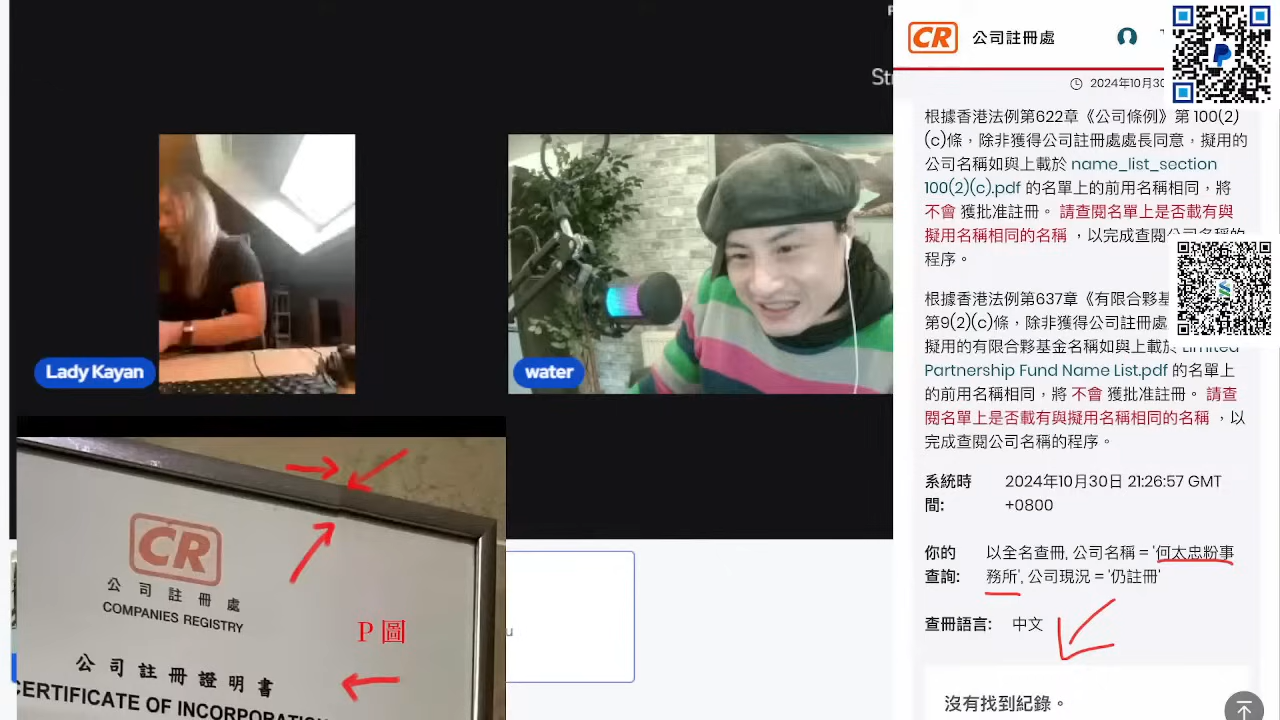 Lady Kayan
water
CR
公司註冊處
COMPANIES REGISTRY
P 圖
公司註冊證明書
CERTIFICATE OF INCORPORATION
CR 公司註冊處
2024年10月30
根據香港法例第622章《公司條例》第 100(2)
(c)條，除非獲得公司註冊處處長同意，擬用的
公司名稱如與上載於 name_list_section
100(2)(c).pdf 的名單上的前用名稱相同，將
不會 獲批准註冊。 請查閱名單上是否載有與
擬用名稱相同的名稱 ，以完成查閱公司名稱的
程序。
根據香港法例第637章《有限合夥基
第9(2)(c)條，除非獲得公司註冊處
擬用的有限合夥基金名稱如與上載於 Limited
Partnership Fund Name List.pdf 的名單上
的前用名稱相同，將 不會 獲批准註冊。 請查
閱名單上是否載有與擬用名稱相同的名稱 ，以
完成查閱公司名稱的程序。
系統時間: 2024年10月30日 21:26:57 GMT
+0800
你的查詢: 以全名查冊, 公司名稱 = '何太忠粉事
務所', 公司現況 = '仍註冊'
查冊語言: 中文
沒有找到紀錄。